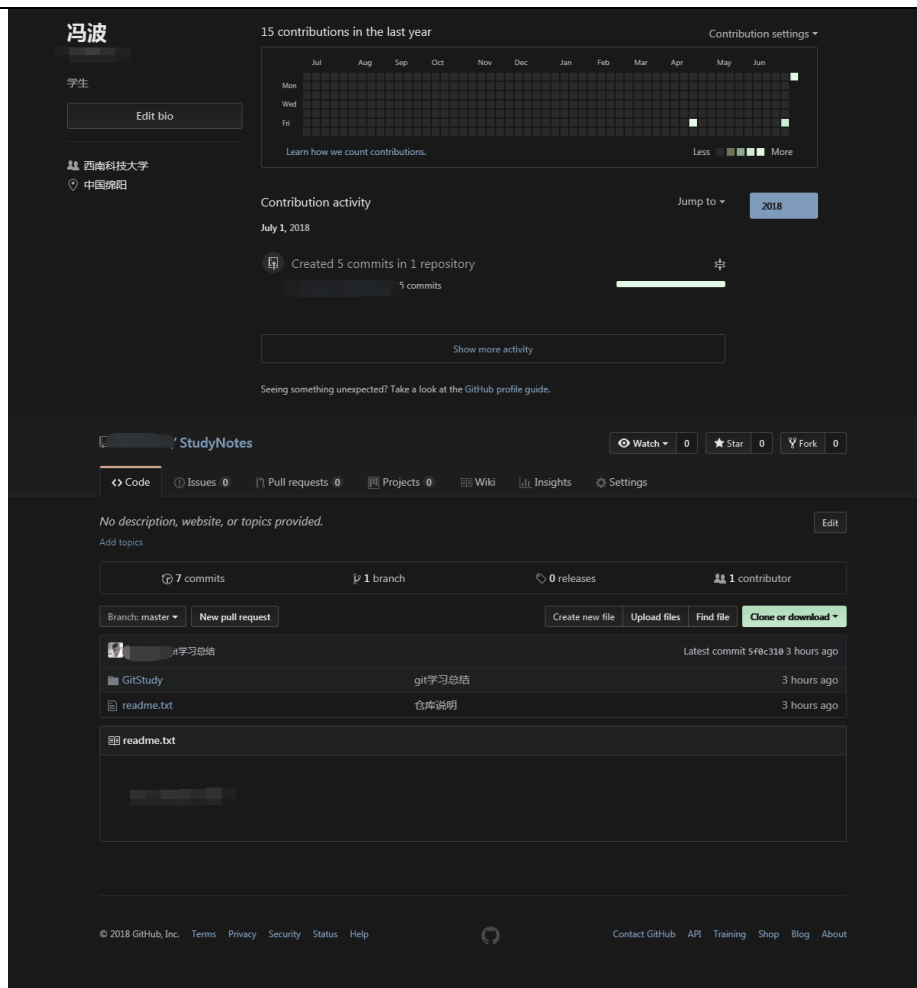 冯波
学生
Edit bio
西南科技大学
中国绵阳
15 contributions in the last year
Contribution settings
Jul Aug Sep Oct Nov Dec Jan Feb Mar Apr May Jun
Mon
Wed
Fri
Learn how we count contributions.
Less More
Contribution activity
Jump to
2018
July 1, 2018
Created 5 commits in 1 repository
5 commits
Show more activity
Seeing something unexpected? Take a look at the GitHub profile guide.
/ StudyNotes
Watch 0 Star 0 Fork 0
Code Issues 0 Pull requests 0 Projects 0 Wiki Insights Settings
No description, website, or topics provided.
Edit
Add topics
7 commits 1 branch 0 releases 1 contributor
Branch: master New pull request Create new file Upload files Find file Clone or download
git学习总结 Latest commit 5f0c310 3 hours ago
GitStudy git学习总结 3 hours ago
readme.txt 仓库说明 3 hours ago
readme.txt
© 2018 GitHub, Inc. Terms Privacy Security Status Help Contact GitHub API Training Shop Blog About